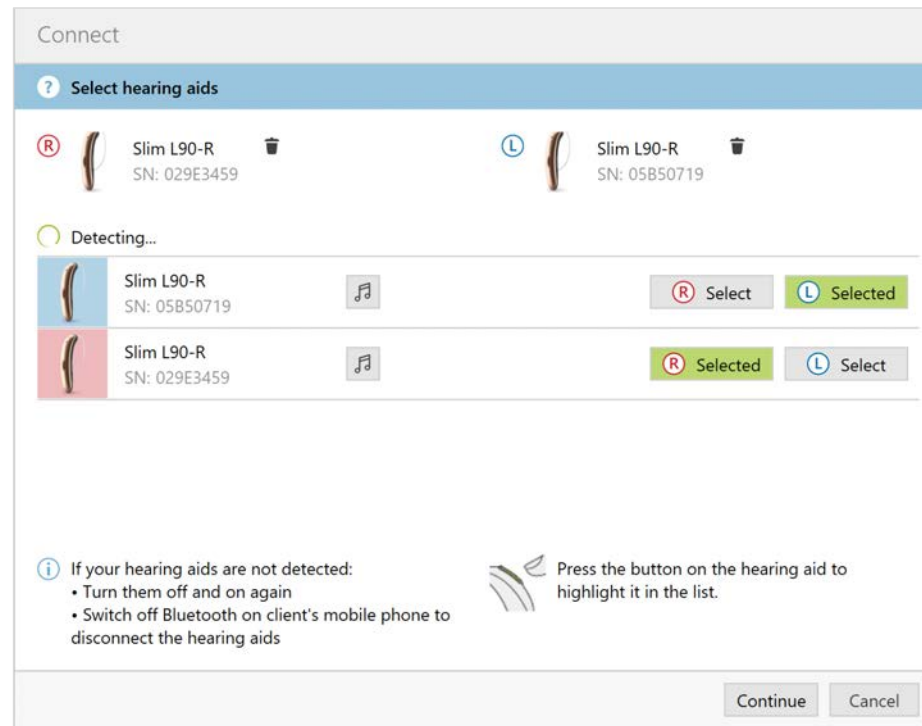 Connect
? Select hearing aids
R Slim L90-R
SN: 029E3459
L Slim L90-R
SN: 05B50719
Detecting...
Slim L90-R
SN: 05B50719
R Select
L Selected
Slim L90-R
SN: 029E3459
R Selected
L Select
i If your hearing aids are not detected:
• Turn them off and on again
• Switch off Bluetooth on client's mobile phone to
disconnect the hearing aids
Press the button on the hearing aid to
highlight it in the list.
Continue
Cancel